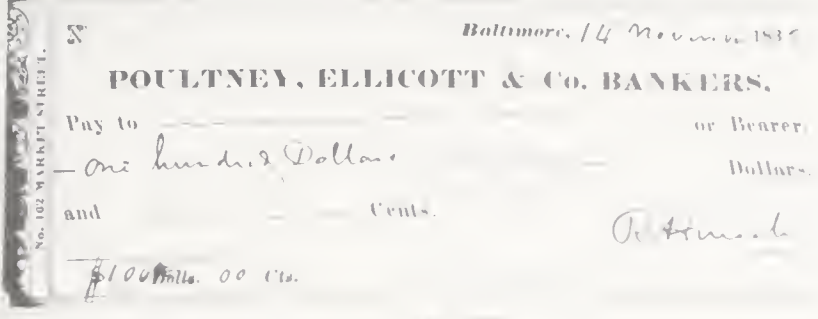 No. 102 MARKET STREET.
N
Baltimore, 14 November 183
POULTNEY, ELLICOTT & Co. BANKERS.
Pay to or Bearer,
one hundred Dollars Dollars.
and Cents.
$100 Dolls. 00 Cts.